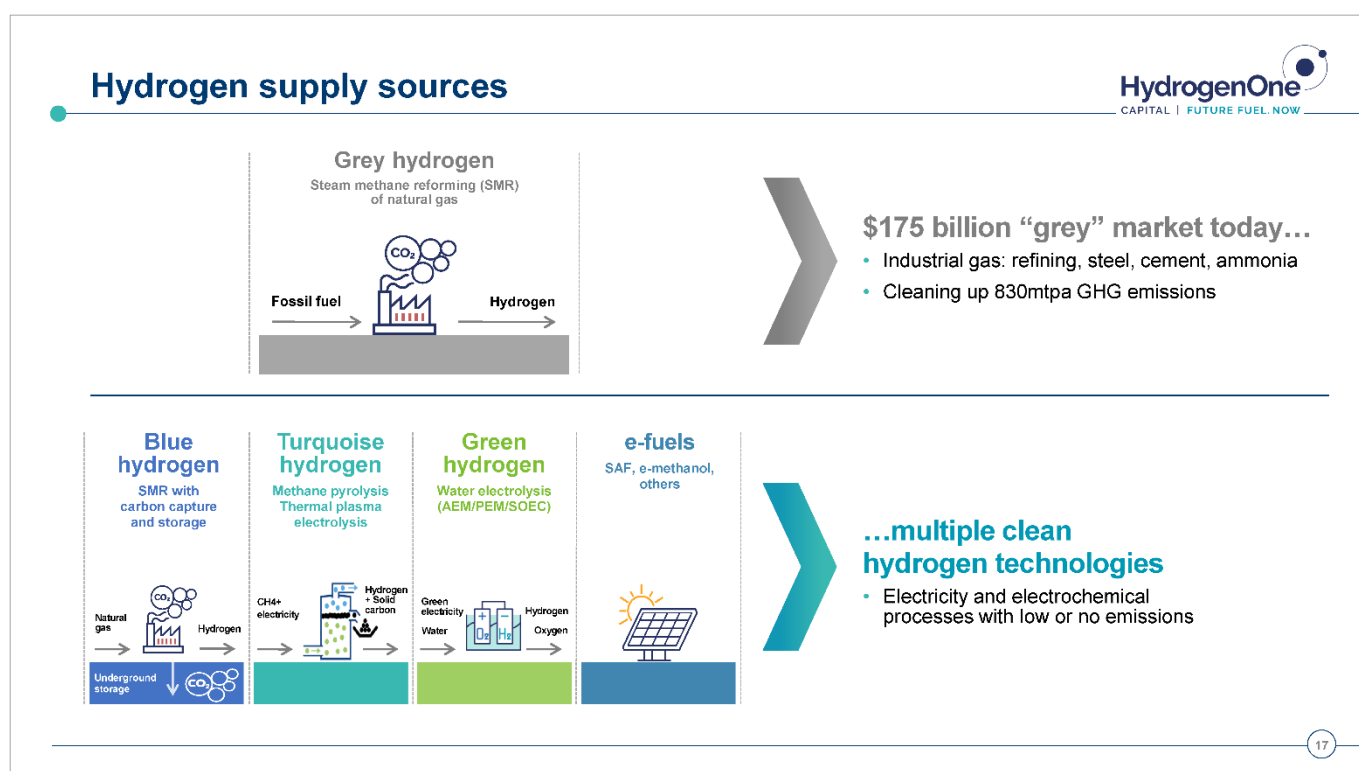 Hydrogen supply sources
HydrogenOne
CAPITAL | FUTURE FUEL. NOW
Grey hydrogen
Steam methane reforming (SMR)
of natural gas
CO₂
Fossil fuel
Hydrogen
$175 billion “grey” market today…
• Industrial gas: refining, steel, cement, ammonia
• Cleaning up 830mtpa GHG emissions
Blue
hydrogen
SMR with
carbon capture
and storage
CO₂
Natural
gas
Hydrogen
Underground
storage
CO₂
Turquoise
hydrogen
Methane pyrolysis
Thermal plasma
electrolysis
CH4+
electricity
Hydrogen
+ Solid
carbon
Green
hydrogen
Water electrolysis
(AEM/PEM/SOEC)
Green
electricity
Water
+ −
O₂ H₂
Hydrogen
Oxygen
e-fuels
SAF, e-methanol,
others
…multiple clean
hydrogen technologies
• Electricity and electrochemical
processes with low or no emissions
17